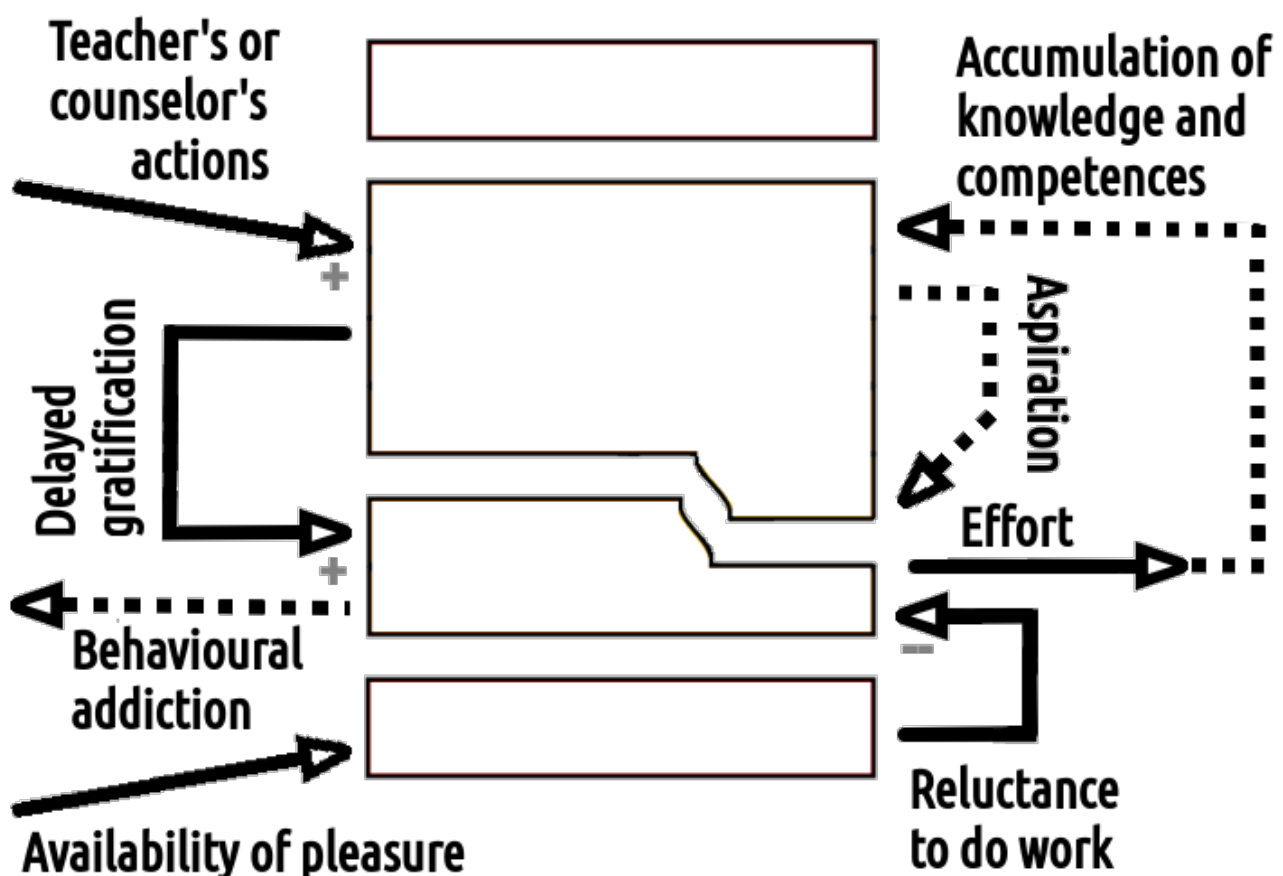 Teacher's or
counselor's
actions
+
Delayed
gratification
+
Behavioural
addiction
Availability of pleasure
Accumulation of
knowledge and
competences
Aspiration
Effort
--
Reluctance
to do work